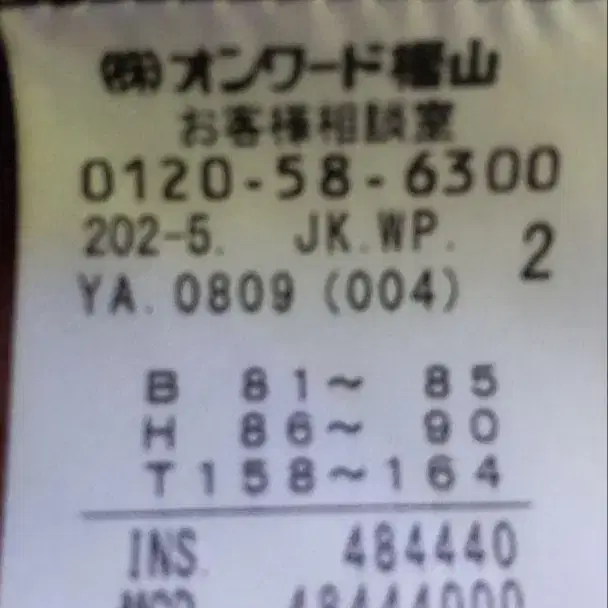 ㈱オンワード樫山
お客様相談室
0120-58-6300
202-5. JK.WP. 2
YA.0809(004)
B 81～ 85
H 86～ 90
T158～164
INS. 484440